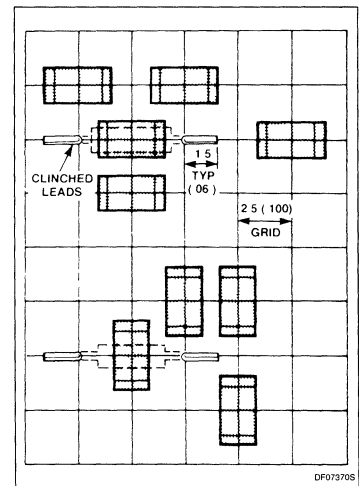 CLINCHED
LEADS
1 5
TYP
( 06)
2 5 ( 100)
GRID
DF07370S